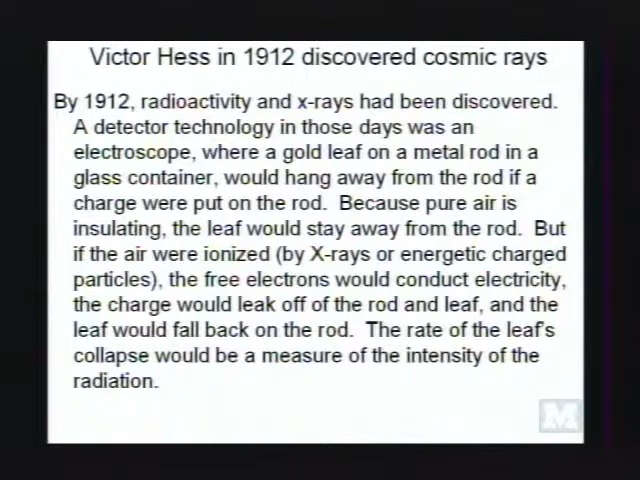 Victor Hess in 1912 discovered cosmic rays
By 1912, radioactivity and x-rays had been discovered.
A detector technology in those days was an
electroscope, where a gold leaf on a metal rod in a
glass container, would hang away from the rod if a
charge were put on the rod.  Because pure air is
insulating, the leaf would stay away from the rod.  But
if the air were ionized (by X-rays or energetic charged
particles), the free electrons would conduct electricity,
the charge would leak off of the rod and leaf, and the
leaf would fall back on the rod.  The rate of the leaf's
collapse would be a measure of the intensity of the
radiation.
M